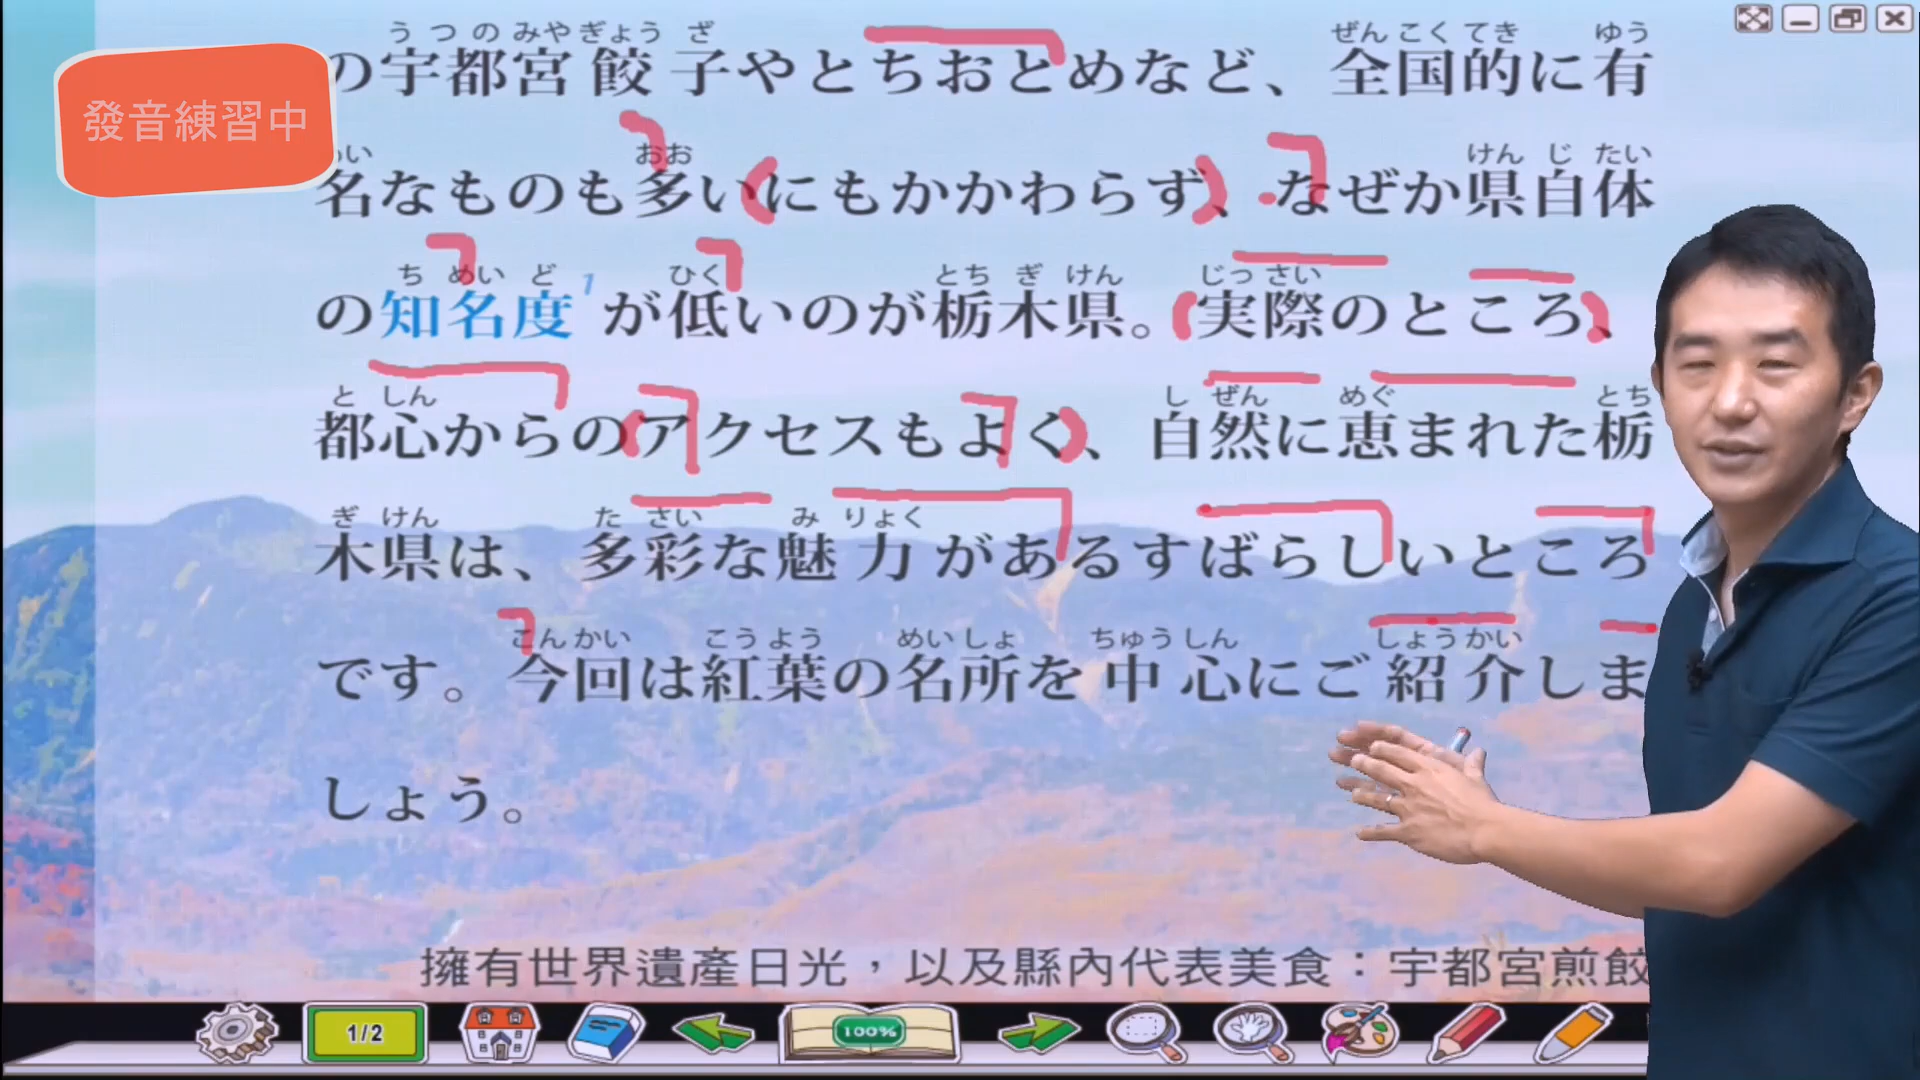 發音練習中
うつのみやぎょうざ ぜんこくてき ゆう
の宇都宮餃子やとちおとめなど、全国的に有
めい おお けん じ たい
名なものも多いにもかかわらず、なぜか県自体
ち めい ど ひく とち ぎ けん じっ さい
の知名度1が低いのが栃木県。実際のところ、
と しん し ぜん めぐ とち
都心からのアクセスもよく、自然に恵まれた栃
ぎ けん た さい み りょく
木県は、多彩な魅力があるすばらしいところ
こんかい こうよう めいしょ ちゅうしん しょうかい
です。今回は紅葉の名所を中心にご紹介しま
しょう。
擁有世界遺產日光，以及縣內代表美食：宇都宮煎餃
1/2
100%